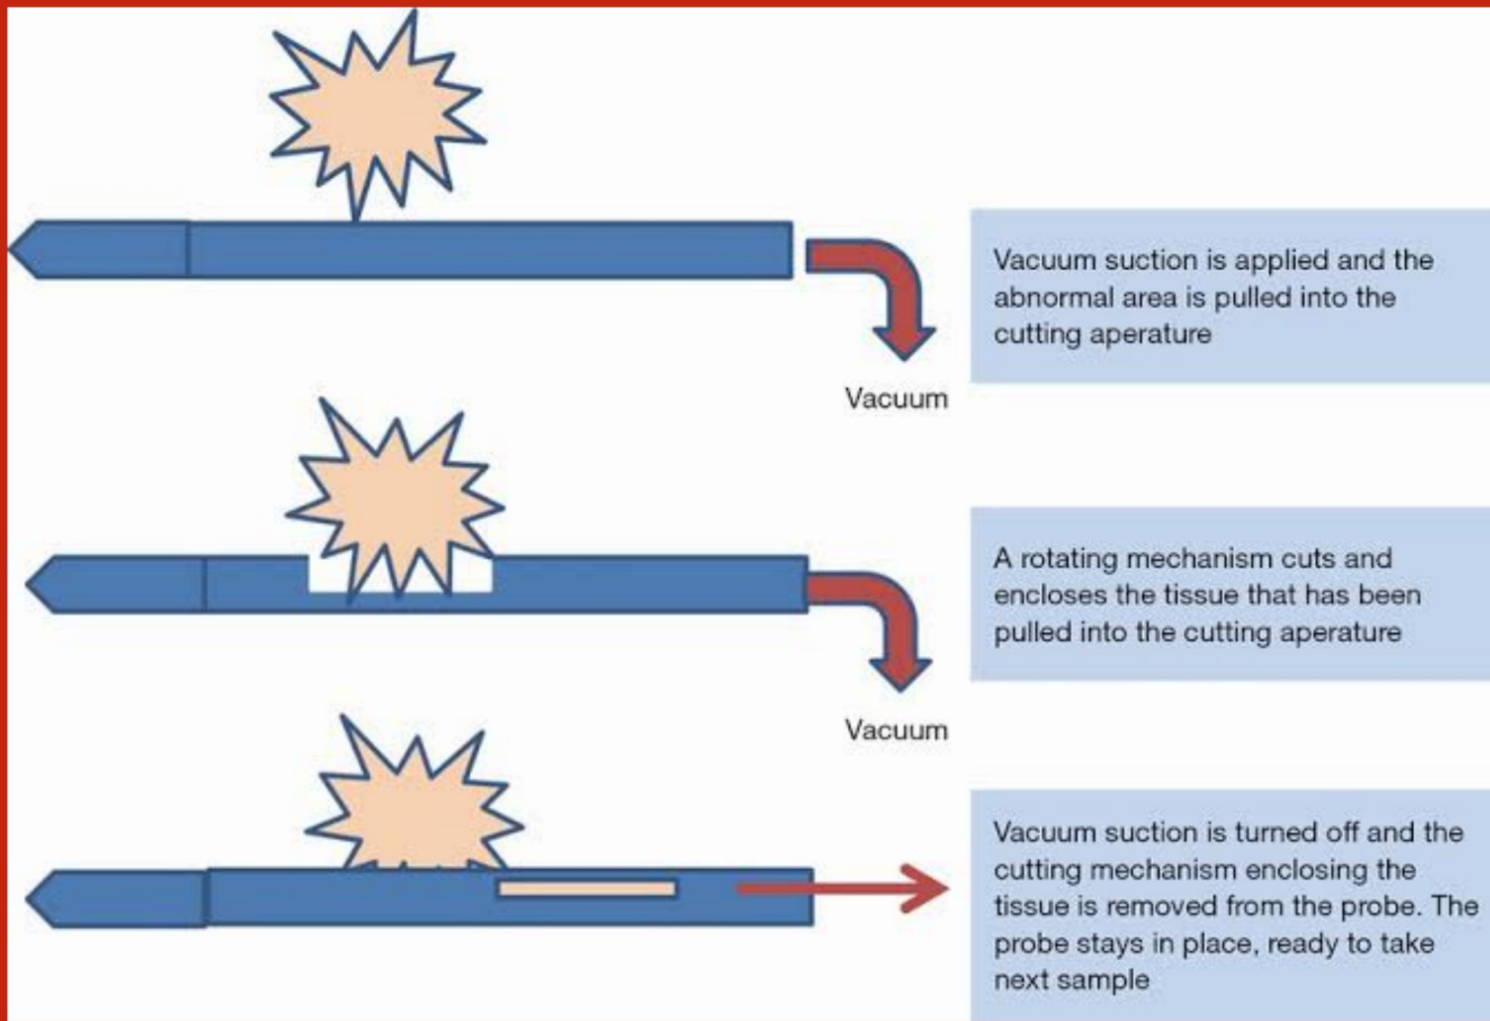 Vacuum suction is applied and the
abnormal area is pulled into the
cutting aperature
Vacuum
A rotating mechanism cuts and
encloses the tissue that has been
pulled into the cutting aperature
Vacuum
Vacuum suction is turned off and the
cutting mechanism enclosing the
tissue is removed from the probe. The
probe stays in place, ready to take
next sample